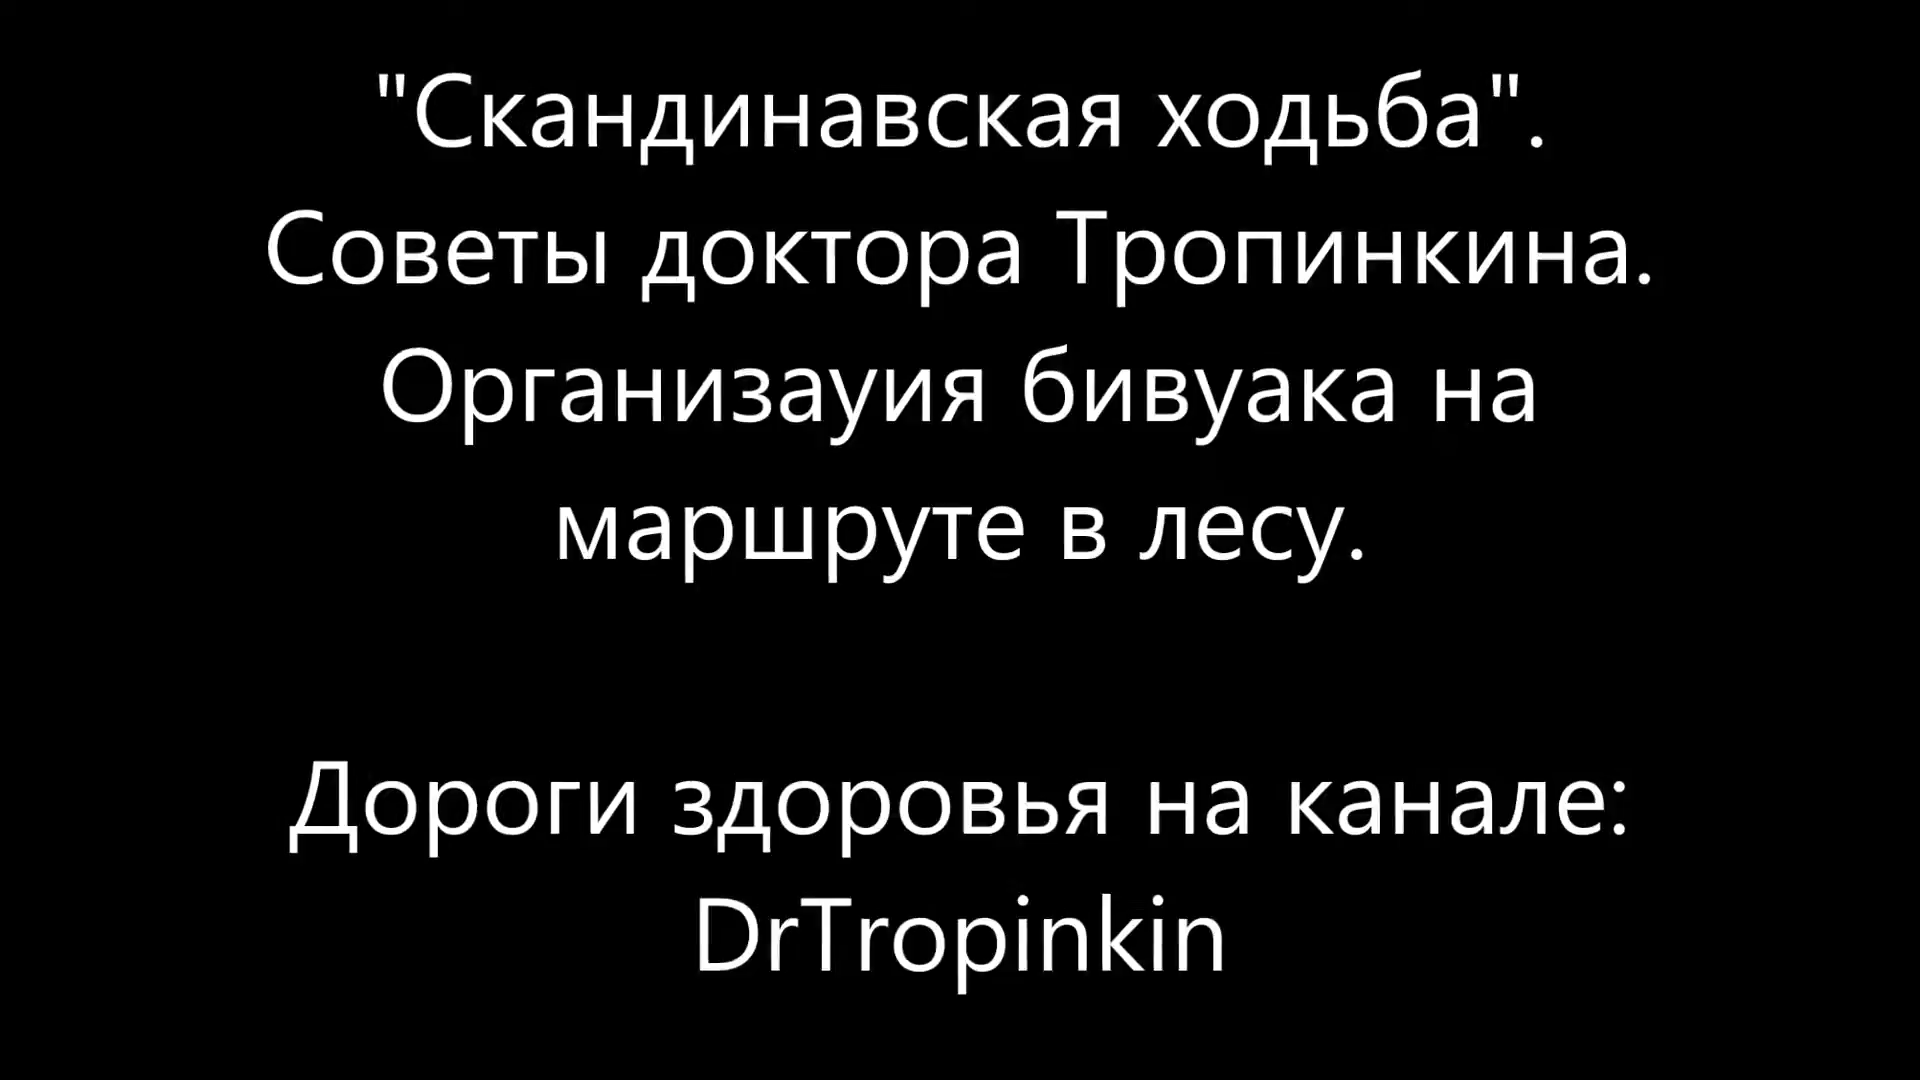 "Скандинавская ходьба".
Советы доктора Тропинкина.
Организауия бивуака на
маршруте в лесу.
Дороги здоровья на канале:
DrTropinkin